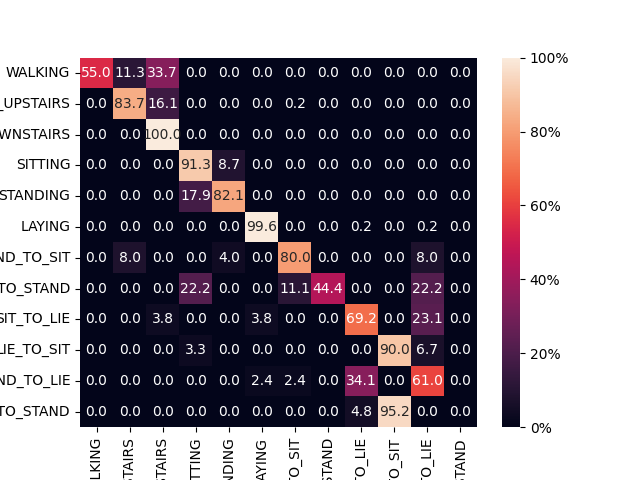 WALKING 55.0 11.3 33.7 0.0 0.0 0.0 0.0 0.0 0.0 0.0 0.0 0.0 100%
_UPSTAIRS 0.0 83.7 16.1 0.0 0.0 0.0 0.2 0.0 0.0 0.0 0.0 0.0
WNSTAIRS 0.0 0.0 100.0 0.0 0.0 0.0 0.0 0.0 0.0 0.0 0.0 0.0 80%
SITTING 0.0 0.0 0.0 91.3 8.7 0.0 0.0 0.0 0.0 0.0 0.0 0.0
STANDING 0.0 0.0 0.0 17.9 82.1 0.0 0.0 0.0 0.0 0.0 0.0 0.0 60%
LAYING 0.0 0.0 0.0 0.0 0.0 99.6 0.0 0.0 0.2 0.0 0.2 0.0
ND_TO_SIT 0.0 8.0 0.0 0.0 4.0 0.0 80.0 0.0 0.0 0.0 8.0 0.0
TO_STAND 0.0 0.0 0.0 22.2 0.0 0.0 11.1 44.4 0.0 0.0 22.2 0.0 40%
SIT_TO_LIE 0.0 0.0 3.8 0.0 0.0 3.8 0.0 0.0 69.2 0.0 23.1 0.0
LIE_TO_SIT 0.0 0.0 0.0 3.3 0.0 0.0 0.0 0.0 0.0 90.0 6.7 0.0 20%
ND_TO_LIE 0.0 0.0 0.0 0.0 0.0 2.4 2.4 0.0 34.1 0.0 61.0 0.0
TO_STAND 0.0 0.0 0.0 0.0 0.0 0.0 0.0 0.0 4.8 95.2 0.0 0.0 0%
LKING
TAIRS
TAIRS
TTING
NDING
AYING
TO_SIT
STAND
TO_LIE
TO_SIT
TO_LIE
TAND